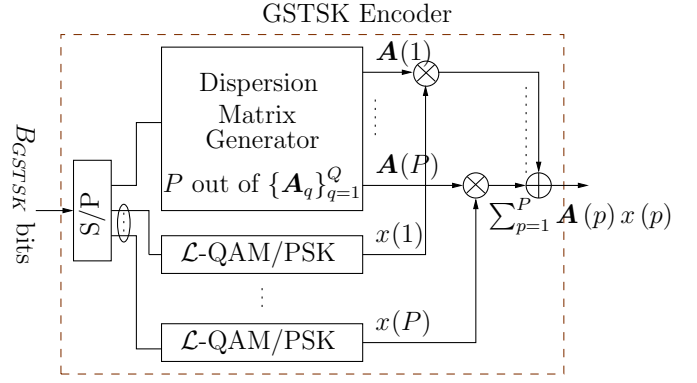 GSTSK Encoder
B_{GSTSK} bits
S/P
Dispersion
Matrix
Generator
P out of {A_q}_{q=1}^{Q}
A(1)
A(P)
x(1)
x(P)
𝓛-QAM/PSK
𝓛-QAM/PSK
∑_{p=1}^{P} A(p) x(p)